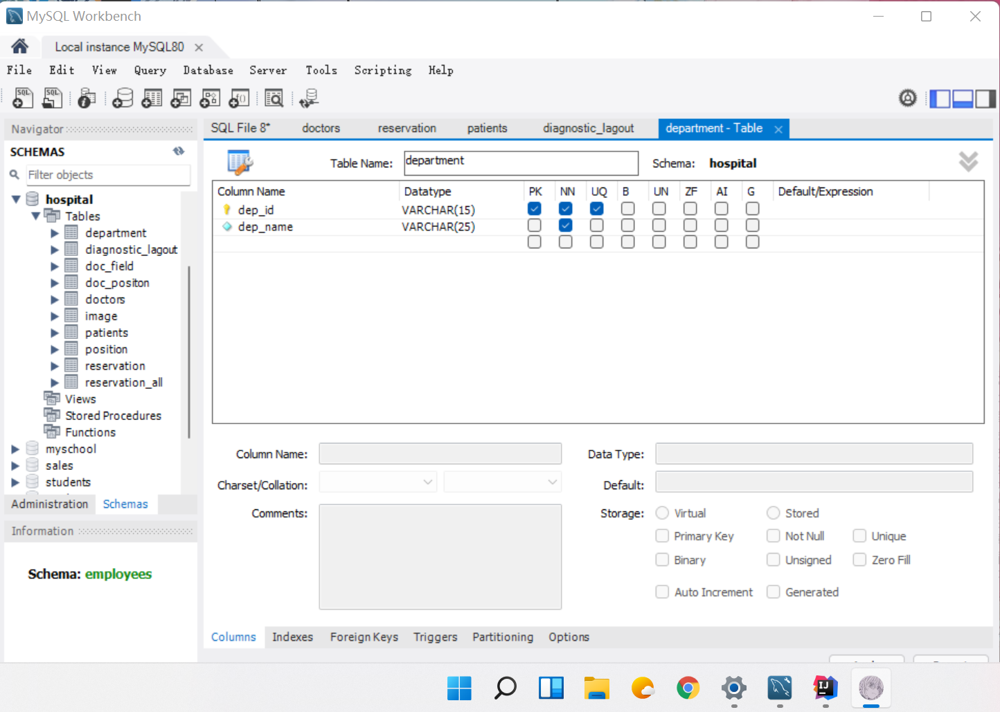 MySQL Workbench
Local instance MySQL80
File Edit View Query Database Server Tools Scripting Help
SQL SQL
Navigator
SCHEMAS
Filter objects
hospital
Tables
department
diagnostic_lagout
doc_field
doc_positon
doctors
image
patients
position
reservation
reservation_all
Views
Stored Procedures
Functions
myschool
sales
students
Administration Schemas
Information
Schema: employees
SQL File 8* doctors reservation patients diagnostic_lagout department - Table
Table Name: department Schema: hospital
Column Name Datatype PK NN UQ B UN ZF AI G Default/Expression
dep_id VARCHAR(15)
dep_name VARCHAR(25)
Column Name: Data Type:
Charset/Collation: Default:
Comments: Storage: Virtual Stored
Primary Key Not Null Unique
Binary Unsigned Zero Fill
Auto Increment Generated
Columns Indexes Foreign Keys Triggers Partitioning Options
IJ